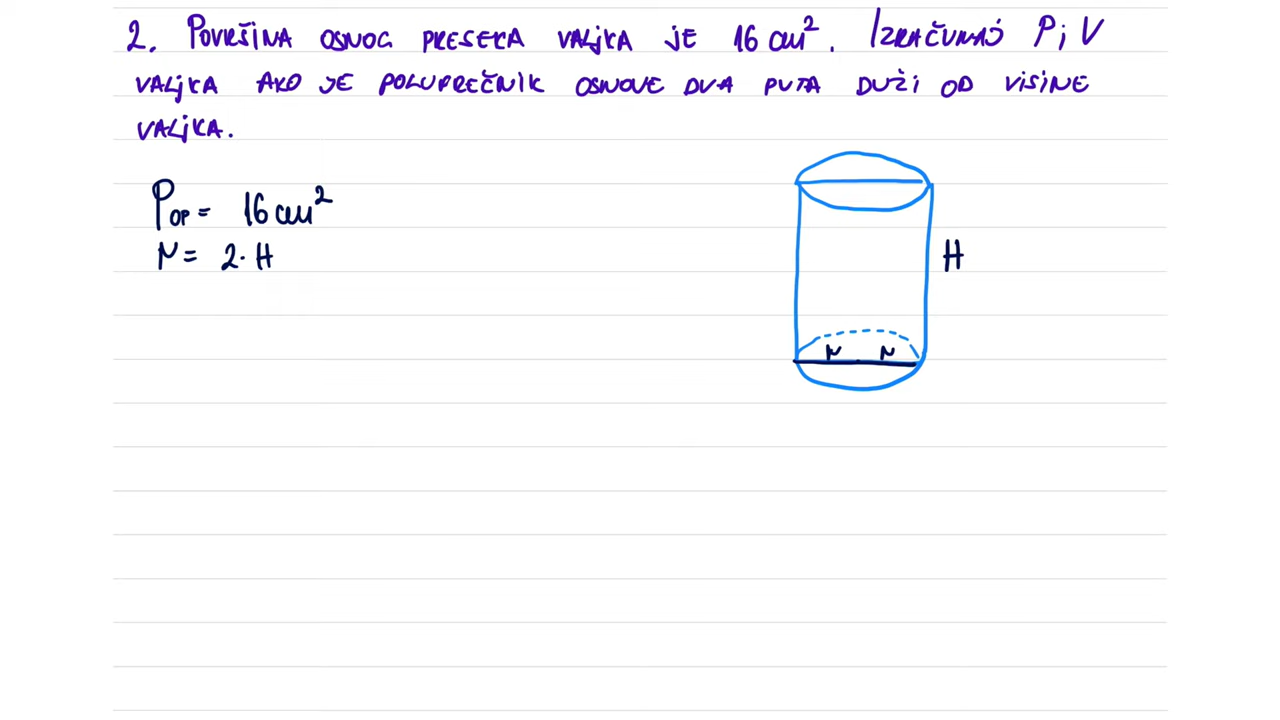 2. POVRŠINA OSNOG PRESEKA VALJKA JE 16 cm². IZRAČUNAJ P i V
VALJKA AKO JE POLUPREČNIK OSNOVE DVA PUTA DUŽI OD VISINE
VALJKA.
P_OP = 16 cm²
r = 2 · H
H
r r